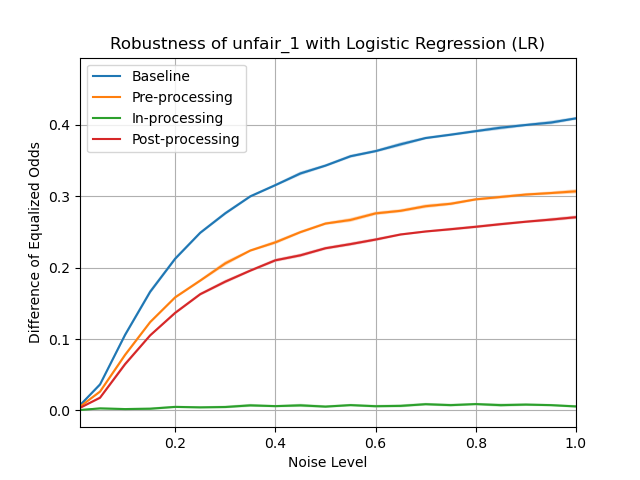 Robustness of unfair_1 with Logistic Regression (LR)
Baseline
Pre-processing
In-processing
Post-processing
Difference of Equalized Odds
0.4
0.3
0.2
0.1
0.0
0.2 0.4 0.6 0.8 1.0
Noise Level